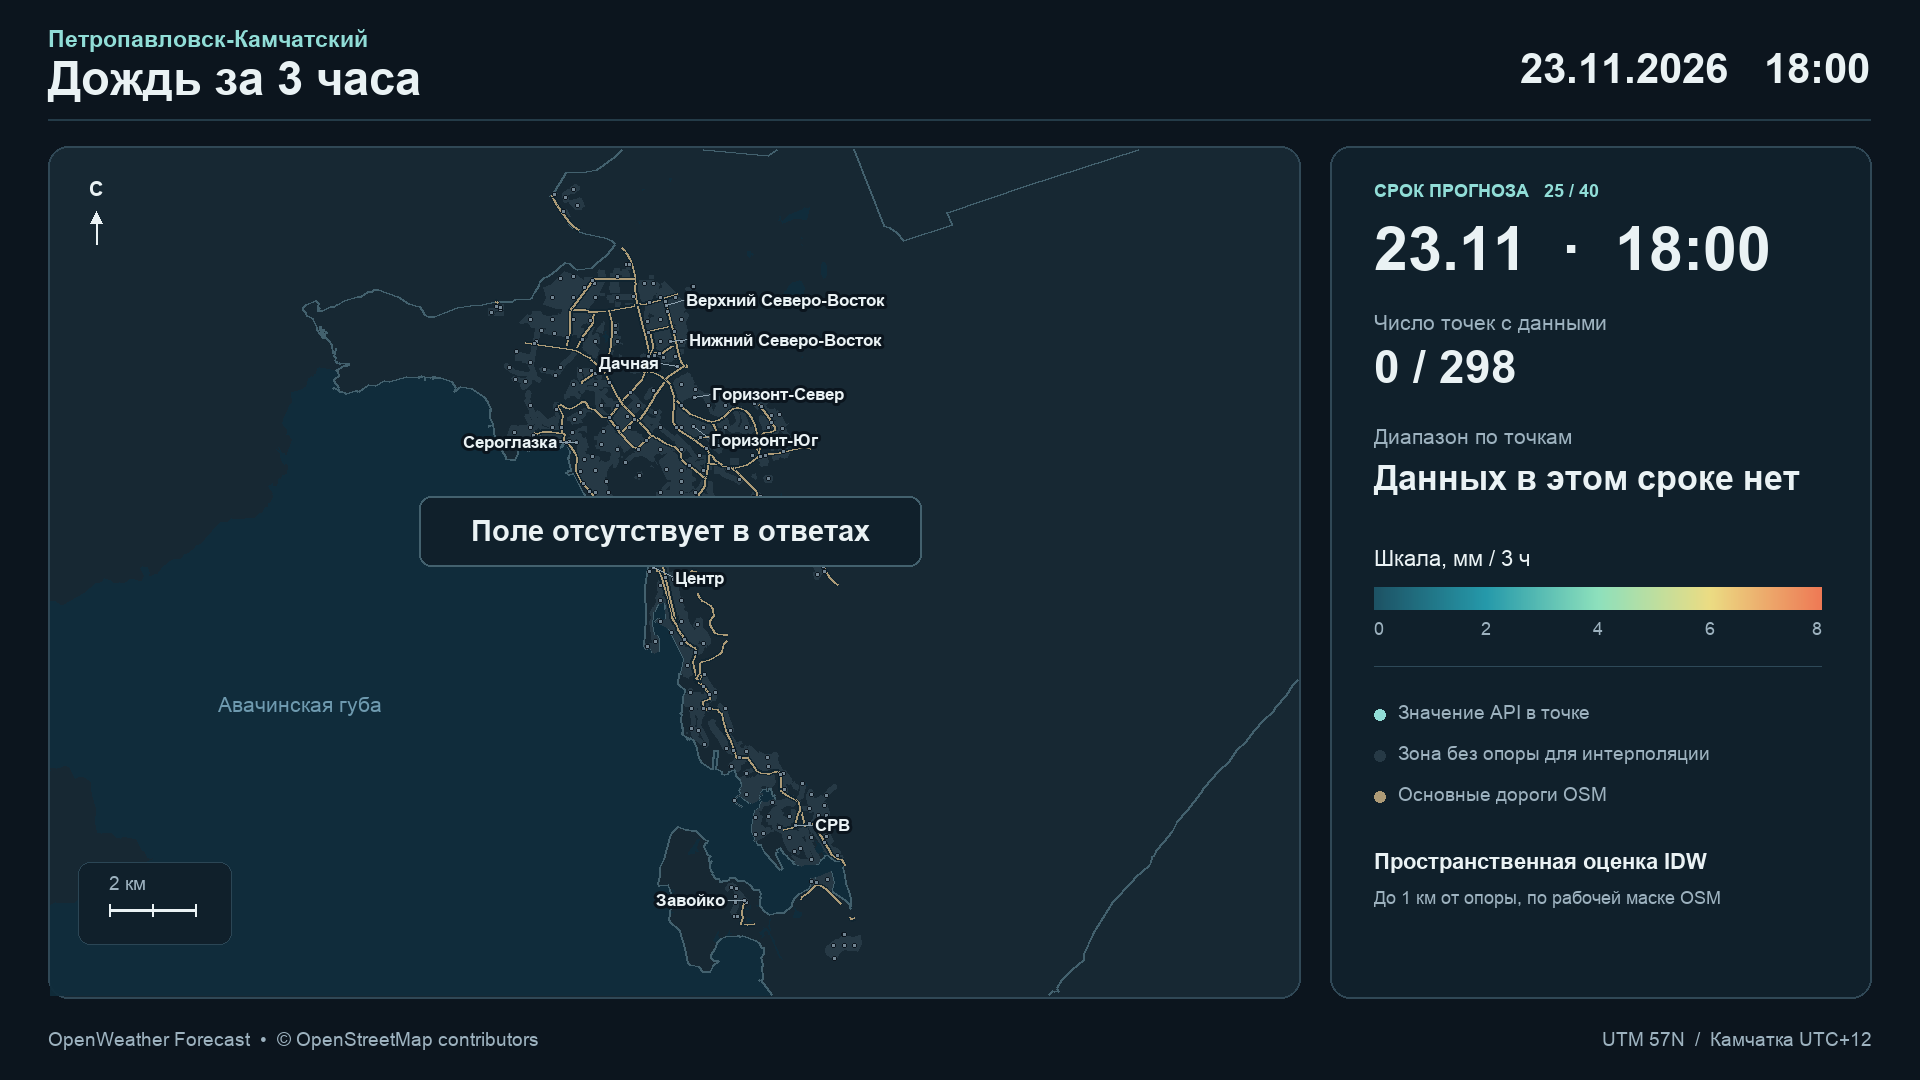 Петропавловск-Камчатский
Дождь за 3 часа
23.11.2026 18:00
С
Верхний Северо-Восток
Нижний Северо-Восток
Дачная
Горизонт-Север
Сероглазка
Горизонт-Юг
Поле отсутствует в ответах
Центр
Авачинская губа
СРВ
Завойко
2 км
СРОК ПРОГНОЗА 25 / 40
23.11 · 18:00
Число точек с данными
0 / 298
Диапазон по точкам
Данных в этом сроке нет
Шкала, мм / 3 ч
0 2 4 6 8
Значение API в точке
Зона без опоры для интерполяции
Основные дороги OSM
Пространственная оценка IDW
До 1 км от опоры, по рабочей маске OSM
OpenWeather Forecast • © OpenStreetMap contributors
UTM 57N / Камчатка UTC+12